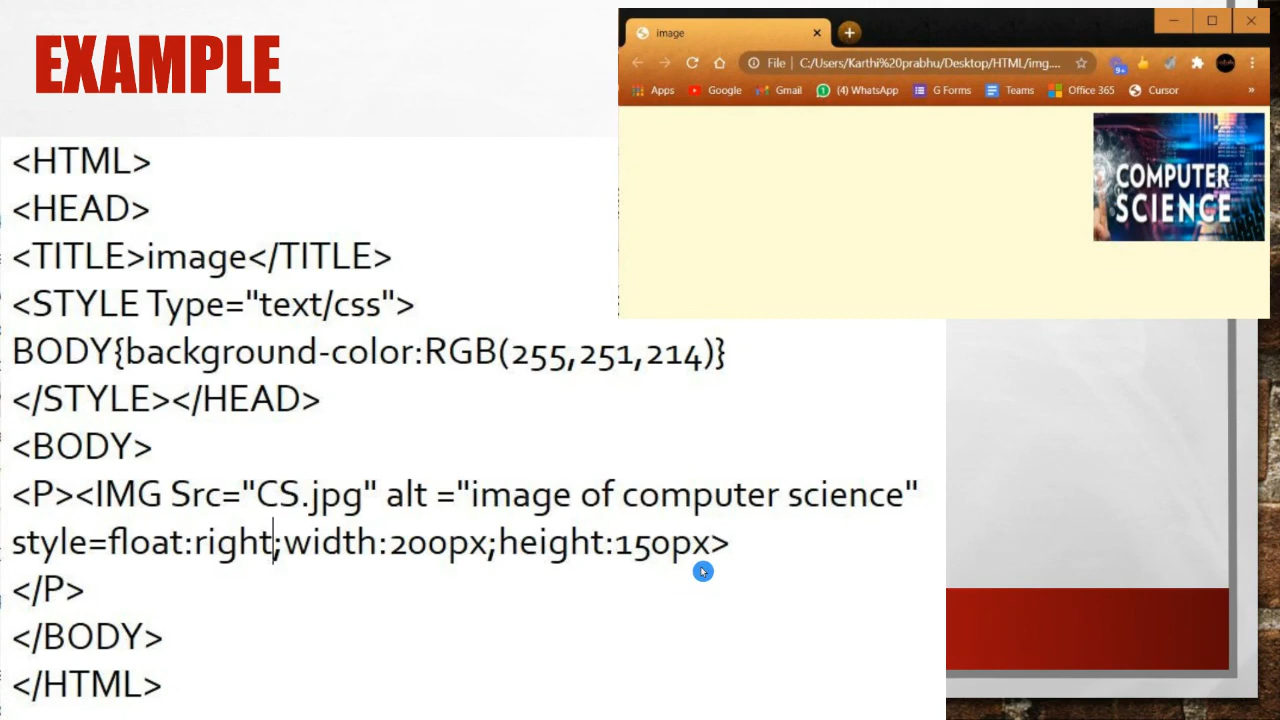 EXAMPLE
image
File | C:/Users/Karthi%20prabhu/Desktop/HTML/img....
9+
Apps Google Gmail (4) WhatsApp G Forms Teams Office 365 Cursor »
COMPUTER
SCIENCE
<HTML>
<HEAD>
<TITLE>image</TITLE>
<STYLE Type="text/css">
BODY{background-color:RGB(255,251,214)}
</STYLE></HEAD>
<BODY>
<P><IMG Src="CS.jpg" alt ="image of computer science"
style=float:right;width:200px;height:150px>
</P>
</BODY>
</HTML>